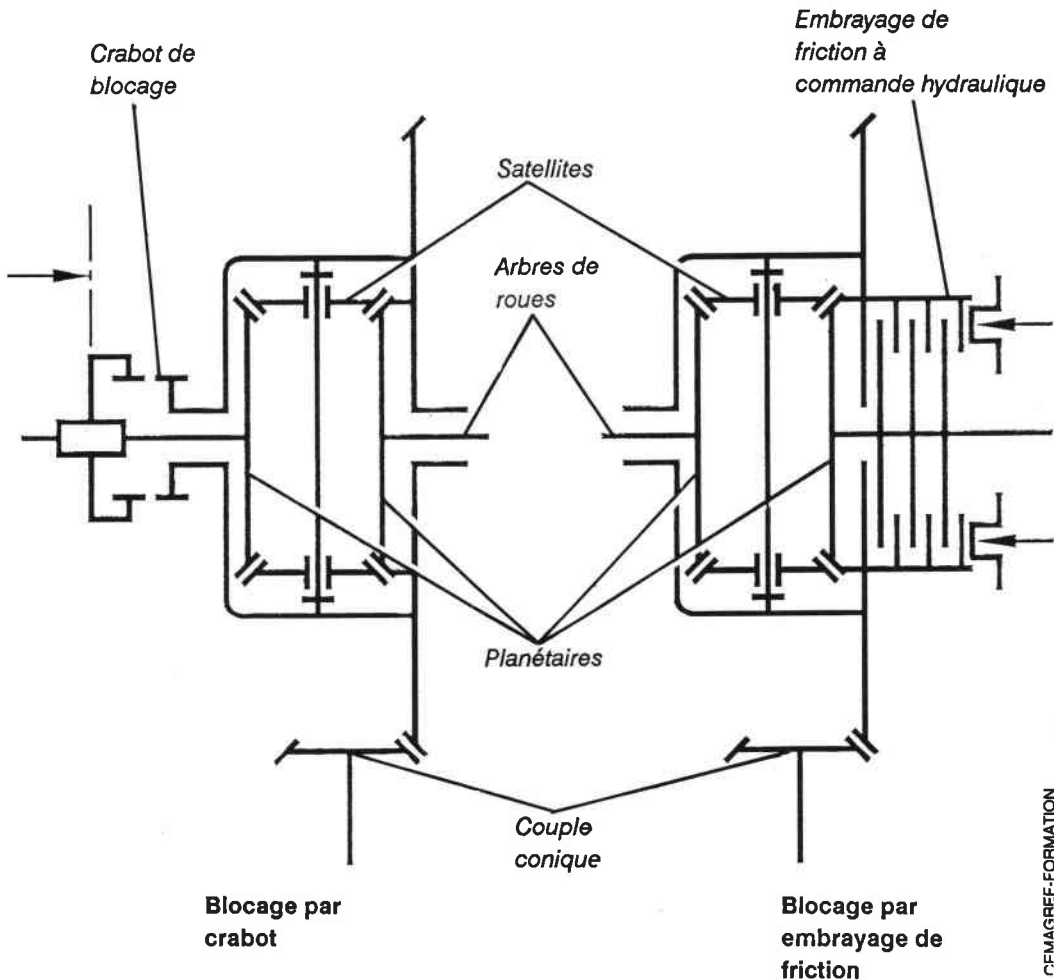 Crabot de
blocage
Embrayage de
friction à
commande hydraulique
Satellites
Arbres de
roues
Planétaires
Couple
conique
Blocage par
crabot
Blocage par
embrayage de
friction
CEMAGREF-FORMATION